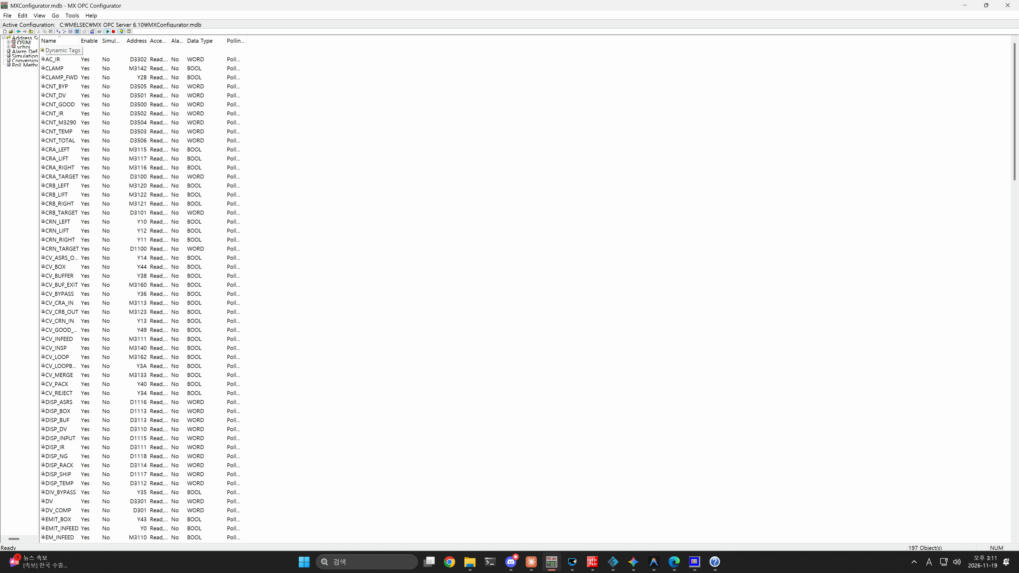 MXConfigurator.mdb - MX OPC Configurator
File Edit View Go Tools Help
Active Configuration: C:\MELSEC\MX OPC Server 6.10\MXConfigurator.mdb
Name Enable Simul... Address Acce... Ala... Data Type Pollin...
Dynamic Tags
AC_IR Yes No D3302 Read,... No WORD Poll...
CLAMP Yes No M3142 Read,... No BOOL Poll...
CLAMP_FWD Yes No Y28 Read,... No BOOL Poll...
CNT_BYP Yes No D3505 Read,... No WORD Poll...
CNT_DV Yes No D3501 Read,... No WORD Poll...
CNT_GOOD Yes No D3500 Read,... No WORD Poll...
CNT_IR Yes No D3502 Read,... No WORD Poll...
CNT_M3290 Yes No D3504 Read,... No WORD Poll...
CNT_TEMP Yes No D3503 Read,... No WORD Poll...
CNT_TOTAL Yes No D3506 Read,... No WORD Poll...
CRA_LEFT Yes No M3115 Read,... No BOOL Poll...
CRA_LIFT Yes No M3117 Read,... No BOOL Poll...
CRA_RIGHT Yes No M3116 Read,... No BOOL Poll...
CRA_TARGET Yes No D3100 Read,... No WORD Poll...
CRB_LEFT Yes No M3120 Read,... No BOOL Poll...
CRB_LIFT Yes No M3122 Read,... No BOOL Poll...
CRB_RIGHT Yes No M3121 Read,... No BOOL Poll...
CRB_TARGET Yes No D3101 Read,... No WORD Poll...
CRN_LEFT Yes No Y10 Read,... No BOOL Poll...
CRN_LIFT Yes No Y12 Read,... No BOOL Poll...
CRN_RIGHT Yes No Y11 Read,... No BOOL Poll...
CRN_TARGET Yes No D1100 Read,... No WORD Poll...
CV_ASRS_O... Yes No Y14 Read,... No BOOL Poll...
CV_BOX Yes No Y44 Read,... No BOOL Poll...
CV_BUFFER Yes No Y38 Read,... No BOOL Poll...
CV_BUF_EXIT Yes No M3160 Read,... No BOOL Poll...
CV_BYPASS Yes No Y36 Read,... No BOOL Poll...
CV_CRA_IN Yes No M3113 Read,... No BOOL Poll...
CV_CRB_OUT Yes No M3123 Read,... No BOOL Poll...
CV_CRN_IN Yes No Y13 Read,... No BOOL Poll...
CV_GOOD_... Yes No Y49 Read,... No BOOL Poll...
CV_INFEED Yes No M3111 Read,... No BOOL Poll...
CV_INSP Yes No M3140 Read,... No BOOL Poll...
CV_LOOP Yes No M3162 Read,... No BOOL Poll...
CV_LOOPB... Yes No Y3A Read,... No BOOL Poll...
CV_MERGE Yes No M3133 Read,... No BOOL Poll...
CV_PACK Yes No Y40 Read,... No BOOL Poll...
CV_REJECT Yes No Y34 Read,... No BOOL Poll...
DISP_ASRS Yes No D1116 Read,... No WORD Poll...
DISP_BOX Yes No D1113 Read,... No WORD Poll...
DISP_BUF Yes No D3113 Read,... No WORD Poll...
DISP_DV Yes No D3110 Read,... No WORD Poll...
DISP_INPUT Yes No D1115 Read,... No WORD Poll...
DISP_IR Yes No D3111 Read,... No WORD Poll...
DISP_NG Yes No D1118 Read,... No WORD Poll...
DISP_RACK Yes No D3114 Read,... No WORD Poll...
DISP_SHIP Yes No D1117 Read,... No WORD Poll...
DISP_TEMP Yes No D3112 Read,... No WORD Poll...
DIV_BYPASS Yes No Y35 Read,... No BOOL Poll...
DV Yes No D3301 Read,... No WORD Poll...
DV_COMP Yes No D301 Read,... No WORD Poll...
EMIT_BOX Yes No Y43 Read,... No BOOL Poll...
EMIT_INFEED Yes No Y0 Read,... No BOOL Poll...
EM_INFEED Yes No M3110 Read,... No BOOL Poll...
Ready 197 Object(s) NUM
뉴스 속보
[속보] 한국 수출...
검색
A
오후 3:11
2026-11-19